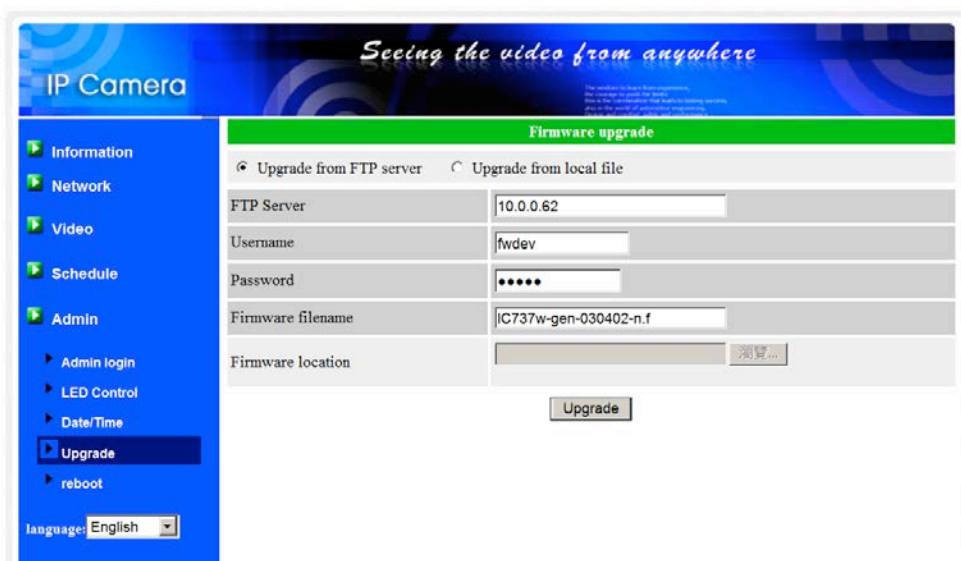 Seeing the video from anywhere
IP Camera
Information
Network
Video
Schedule
Admin
Admin login
LED Control
Date/Time
Upgrade
reboot
language: English
Firmware upgrade
Upgrade from FTP server Upgrade from local file
FTP Server 10.0.0.62
Username fwdev
Password •••••
Firmware filename IC737w-gen-030402-n.f
Firmware location 瀏覽...
Upgrade